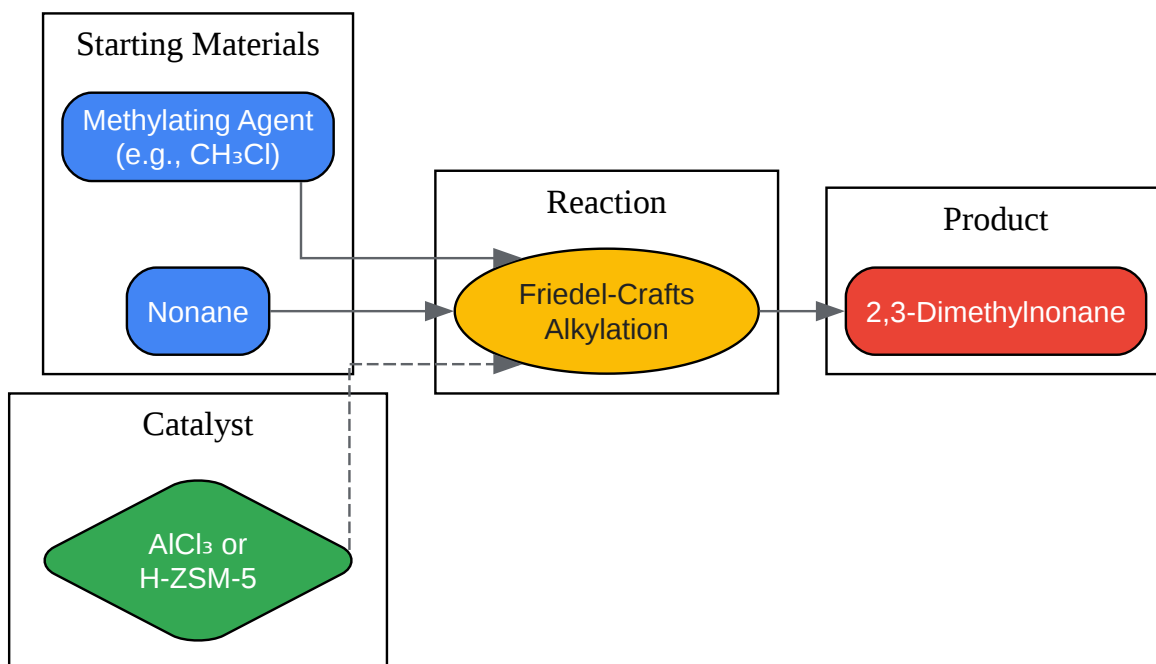 Starting Materials
Methylating Agent
(e.g., CH₃Cl)
Nonane
Reaction
Friedel-Crafts
Alkylation
Product
2,3-Dimethylnonane
Catalyst
AlCl₃ or
H-ZSM-5